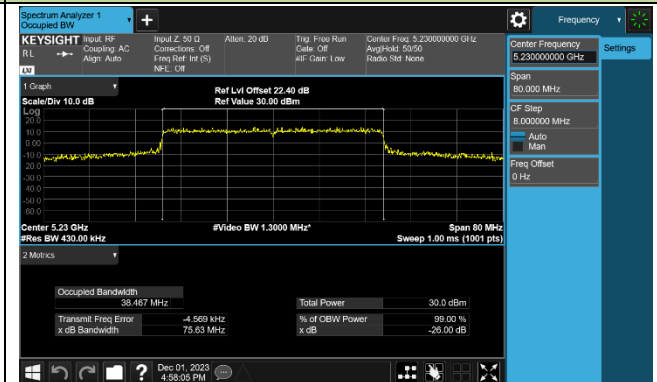 Spectrum Analyzer 1
Occupied BW
Frequency
KEYSIGHT
RL
LXI
Input: RF
Coupling: AC
Align: Auto
Input Z: 50 Ω
Corrections: Off
Freq Ref: Int (S)
NFE: Off
Atten: 20 dB
Trig: Free Run
Gate: Off
#IF Gain: Low
Center Freq: 5.230000000 GHz
Avg|Hold: 50/50
Radio Std: None
Center Frequency
5.230000000 GHz
Settings
Span
80.000 MHz
CF Step
8.000000 MHz
Auto
Man
Freq Offset
0 Hz
1 Graph
Scale/Div 10.0 dB
Ref Lvl Offset 22.40 dB
Ref Value 30.00 dBm
Log
20.0
10.0
0.00
-10.0
-20.0
-30.0
-40.0
-50.0
-60.0
Center 5.23 GHz
#Video BW 1.3000 MHz*
Span 80 MHz
#Res BW 430.00 kHz
Sweep 1.00 ms (1001 pts)
2 Metrics
Occupied Bandwidth
38.467 MHz
Total Power 30.0 dBm
Transmit Freq Error -4.569 kHz
% of OBW Power 99.00 %
x dB Bandwidth 75.63 MHz
x dB -26.00 dB
?
Dec 01, 2023
4:58:05 PM